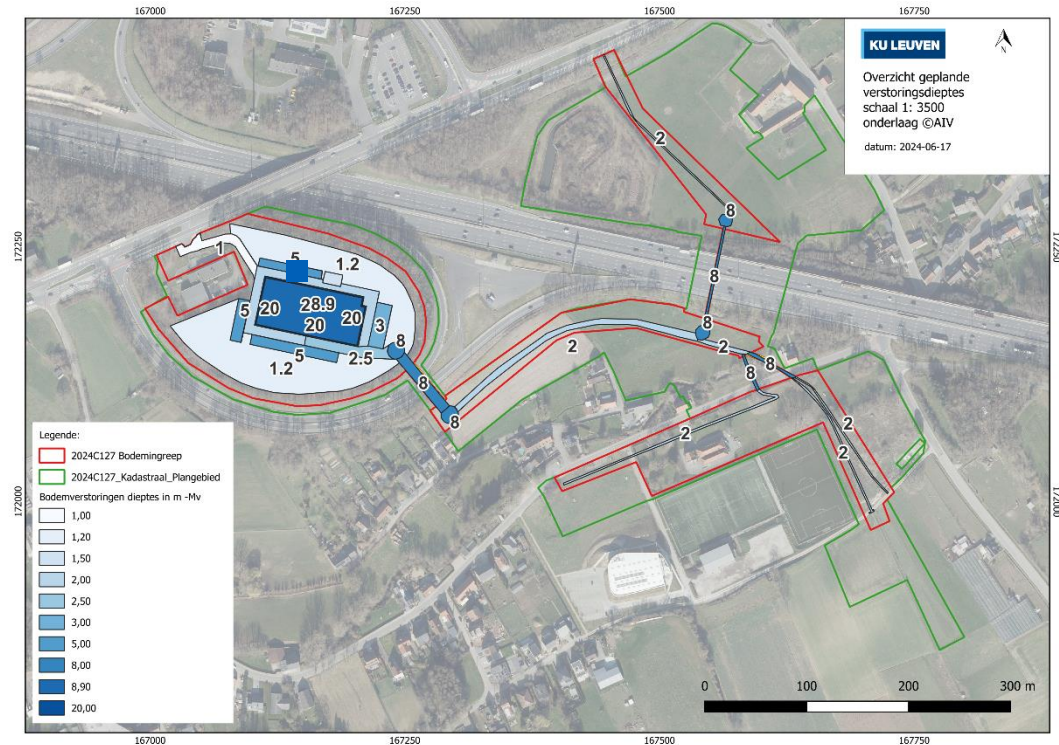 167000 167250 167500 167750
KU LEUVEN
N
Overzicht geplande
verstoringsdieptes
schaal 1: 3500
onderlaag ©AIV
datum: 2024-06-17
172250
172250
2
8
8
8
1
5
1.2
28.9
20
20
20
5
3
5
2.5
1.2
8
8
8
2
2
8
8
2
2
2
172000
172000
Legende:
2024C127 Bodemingreep
2024C127_Kadastraal_Plangebied
Bodemverstoringen dieptes in m -Mv
1,00
1,20
1,50
2,00
2,50
3,00
5,00
8,00
8,90
20,00
0 100 200 300 m
167000 167250 167500 167750